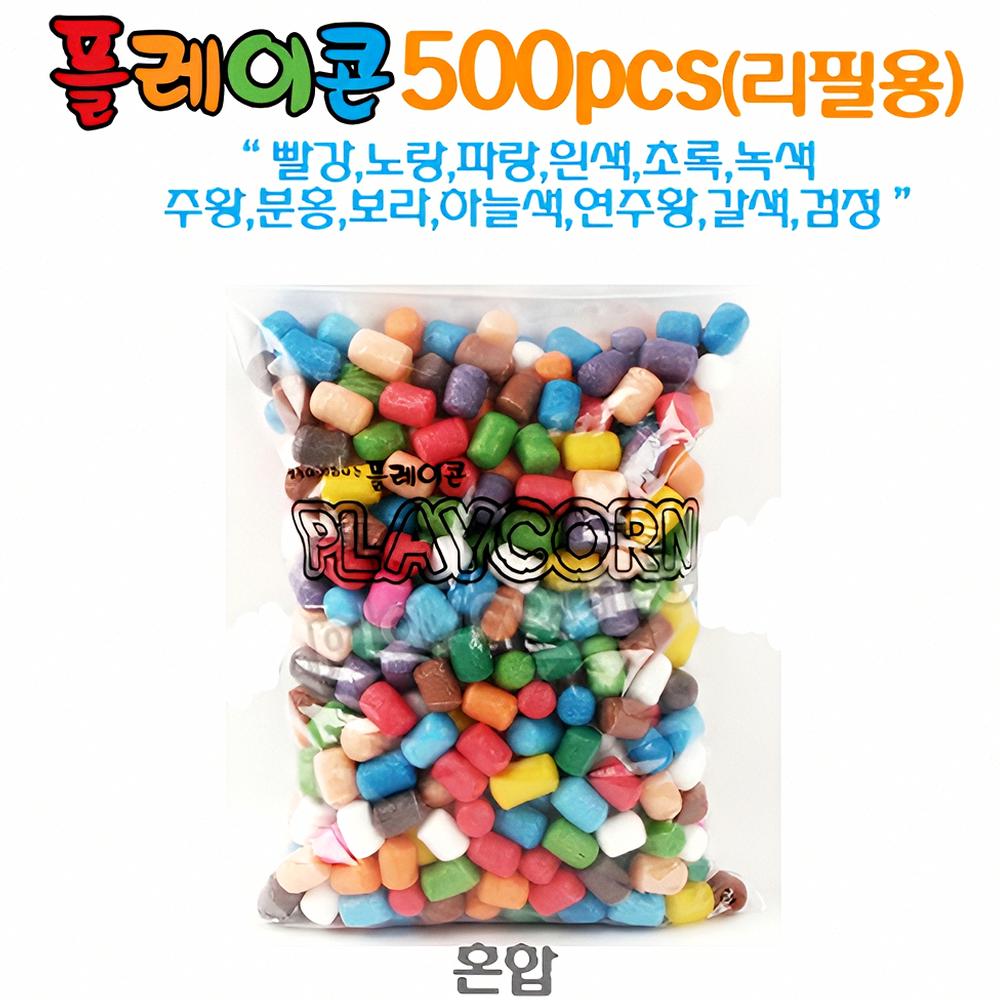 플레이콘 500pcs(리필용)
“ 빨강,노랑,파랑,흰색,초록,녹색
주황,분홍,보라,하늘색,연주황,갈색,검정 ”
플레이콘
PLAYCORN
혼합